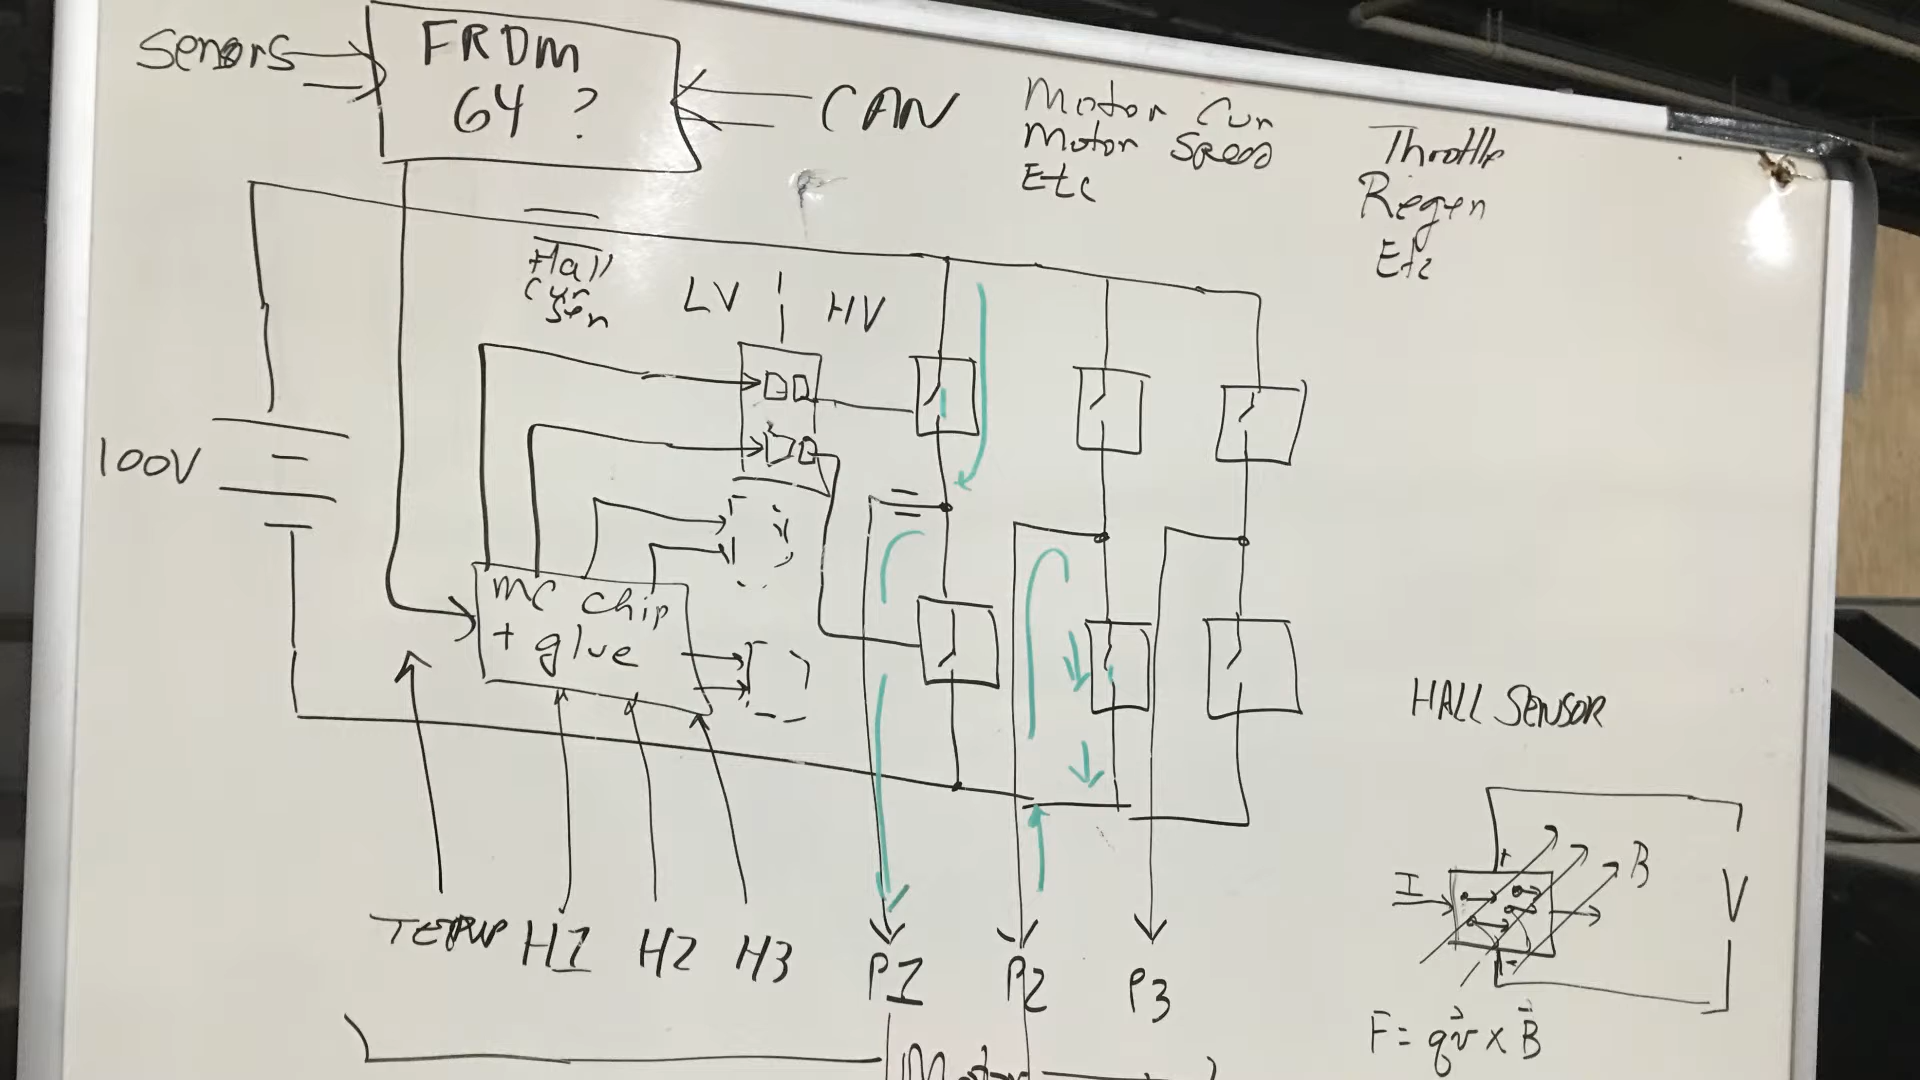 Sensors
FRDM
64 ?
CAN
Motor Cur
Motor Speed
Etc
Throttle
Regen
Etc
Hall
Cur
Sen
LV
HV
100V
MC chip
+ glue
H1
H2
H3
P1
P2
P3
Motor
HALL SENSOR
I
+
B
V
-
F = qv x B